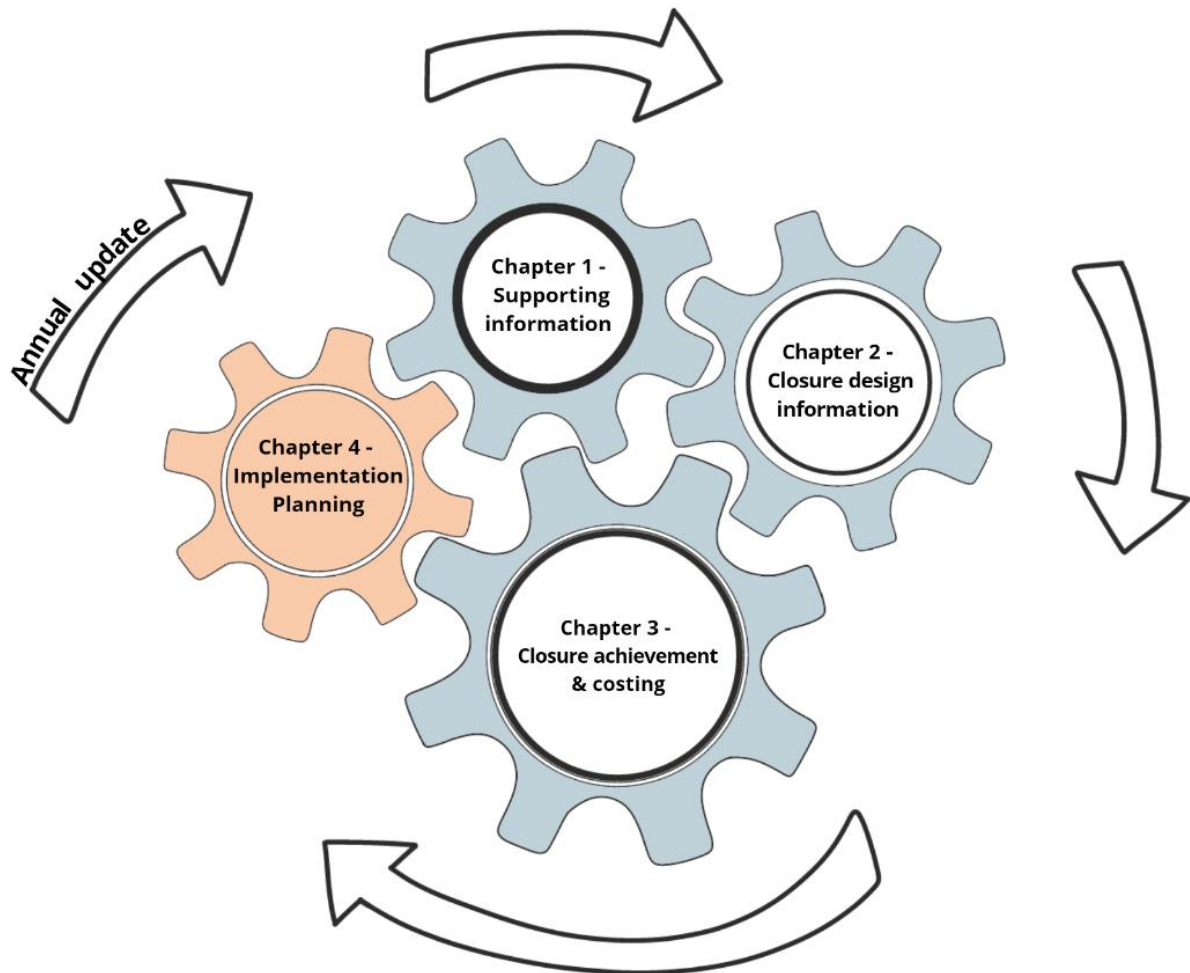 Annual update
Chapter 1 -
Supporting
information
Chapter 2 -
Closure design
information
Chapter 4 -
Implementation
Planning
Chapter 3 -
Closure achievement
& costing